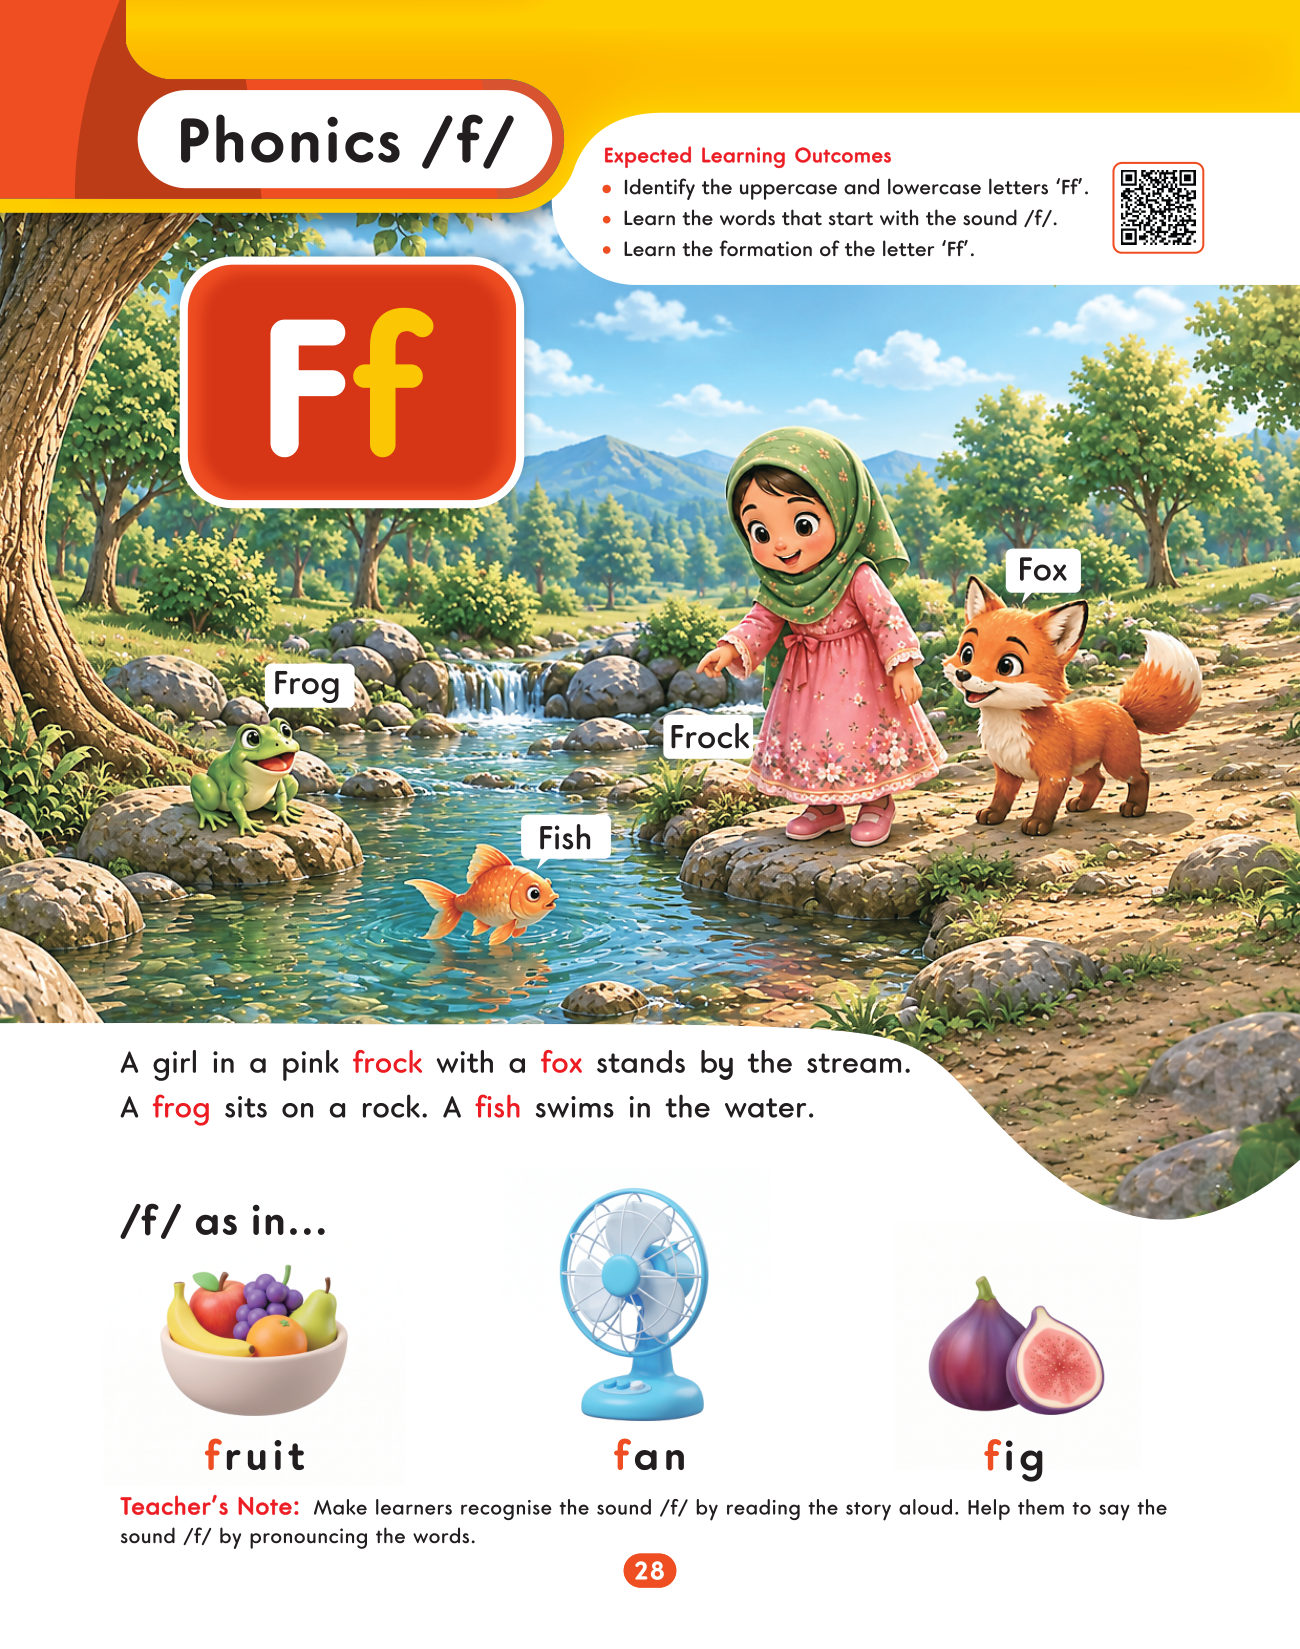 Phonics /f/
Expected Learning Outcomes
• Identify the uppercase and lowercase letters ‘Ff’.
• Learn the words that start with the sound /f/.
• Learn the formation of the letter ‘Ff’.
Ff
Fox
Frog
Frock
Fish
A girl in a pink frock with a fox stands by the stream.
A frog sits on a rock. A fish swims in the water.
/f/ as in...
fruit
fan
fig
Teacher’s Note: Make learners recognise the sound /f/ by reading the story aloud. Help them to say the
sound /f/ by pronouncing the words.
28